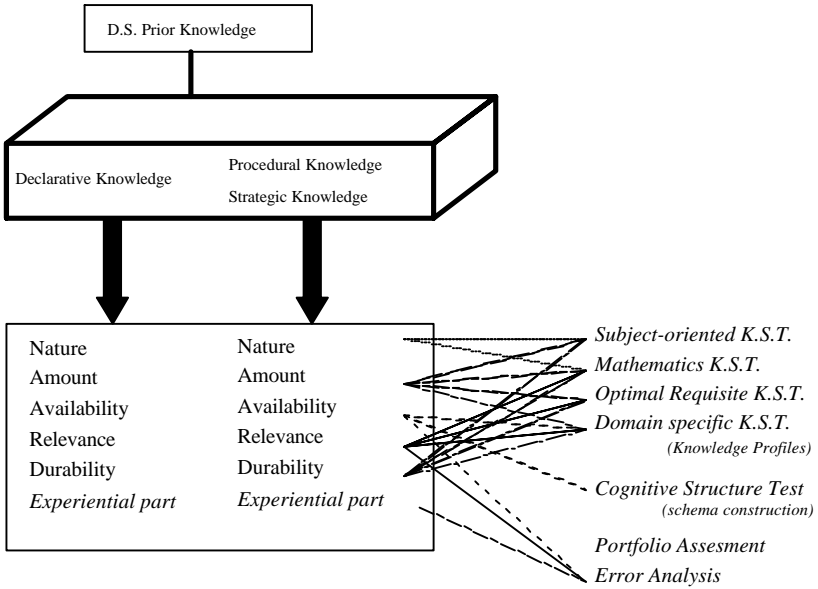 D.S. Prior Knowledge
Declarative Knowledge
Procedural Knowledge
Strategic Knowledge
Nature
Amount
Availability
Relevance
Durability
Experiential part
Nature
Amount
Availability
Relevance
Durability
Experiential part
Subject-oriented K.S.T.
Mathematics K.S.T.
Optimal Requisite K.S.T.
Domain specific K.S.T.
(Knowledge Profiles)
Cognitive Structure Test
(schema construction)
Portfolio Assesment
Error Analysis